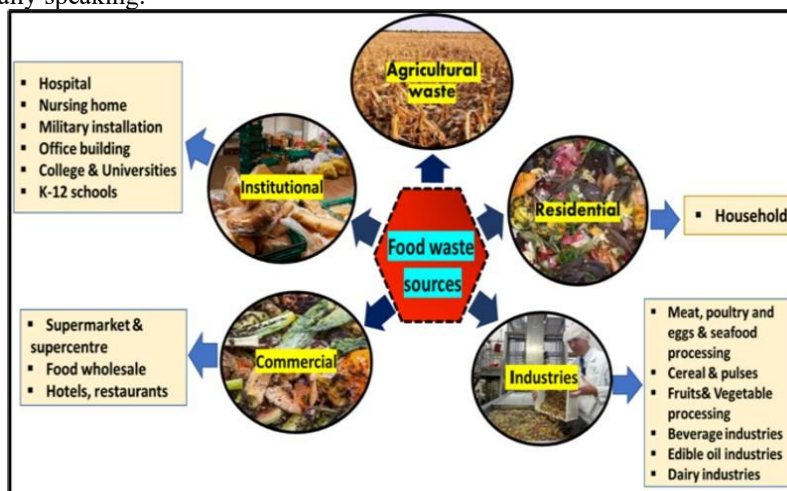 Agricultural
waste
▪ Hospital
▪ Nursing home
▪ Military installation
▪ Office building
▪ College & Universities
▪ K-12 schools
Institutional
Residential
▪ Household
Food waste
sources
▪ Supermarket &
supercentre
▪ Food wholesale
▪ Hotels, restaurants
Commercial
Industries
▪ Meat, poultry and
eggs & seafood
processing
▪ Cereal & pulses
▪ Fruits& Vegetable
processing
▪ Beverage industries
▪ Edible oil industries
▪ Dairy industries